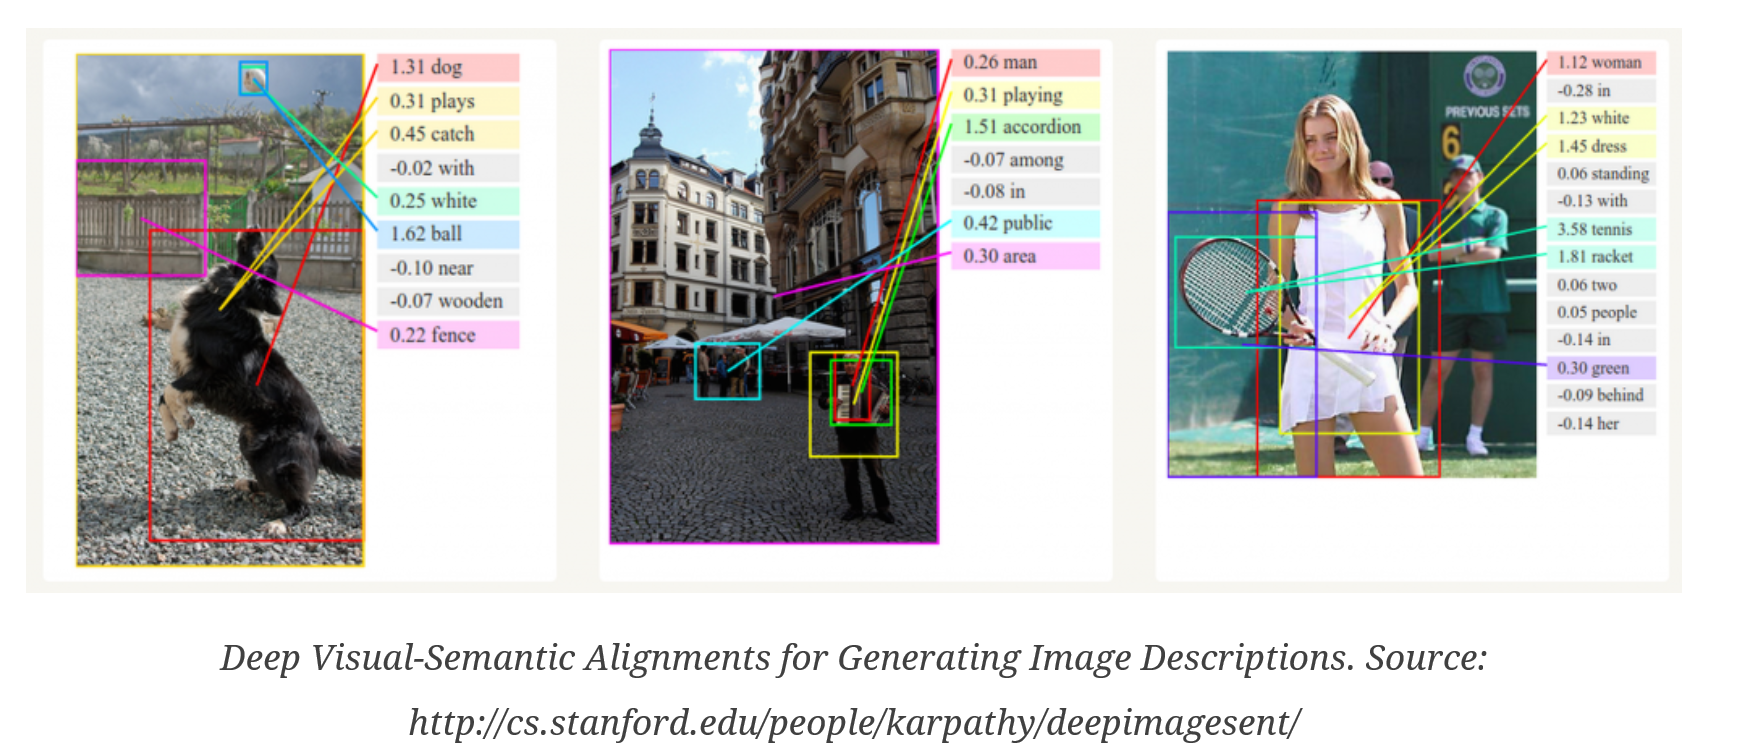 1.31 dog
0.31 plays
0.45 catch
-0.02 with
0.25 white
1.62 ball
-0.10 near
-0.07 wooden
0.22 fence
0.26 man
0.31 playing
1.51 accordion
-0.07 among
-0.08 in
0.42 public
0.30 area
PREVIOUS SETS
6
1.12 woman
-0.28 in
1.23 white
1.45 dress
0.06 standing
-0.13 with
3.58 tennis
1.81 racket
0.06 two
0.05 people
-0.14 in
0.30 green
-0.09 behind
-0.14 her
Deep Visual-Semantic Alignments for Generating Image Descriptions. Source:
http://cs.stanford.edu/people/karpathy/deepimagesent/